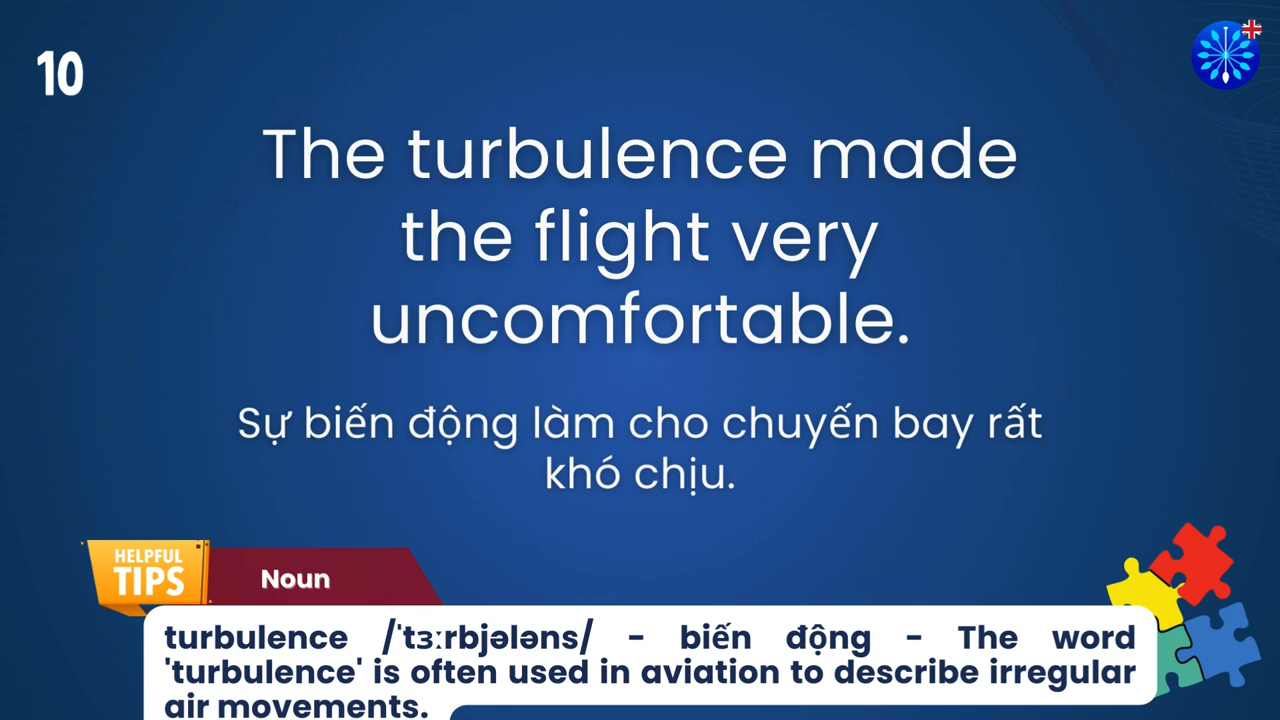 10
The turbulence made
the flight very
uncomfortable.
Sự biến động làm cho chuyến bay rất
khó chịu.
HELPFUL
TIPS
Noun
turbulence /ˈtɜːrbjələns/ - biến động - The word
'turbulence' is often used in aviation to describe irregular
air movements.